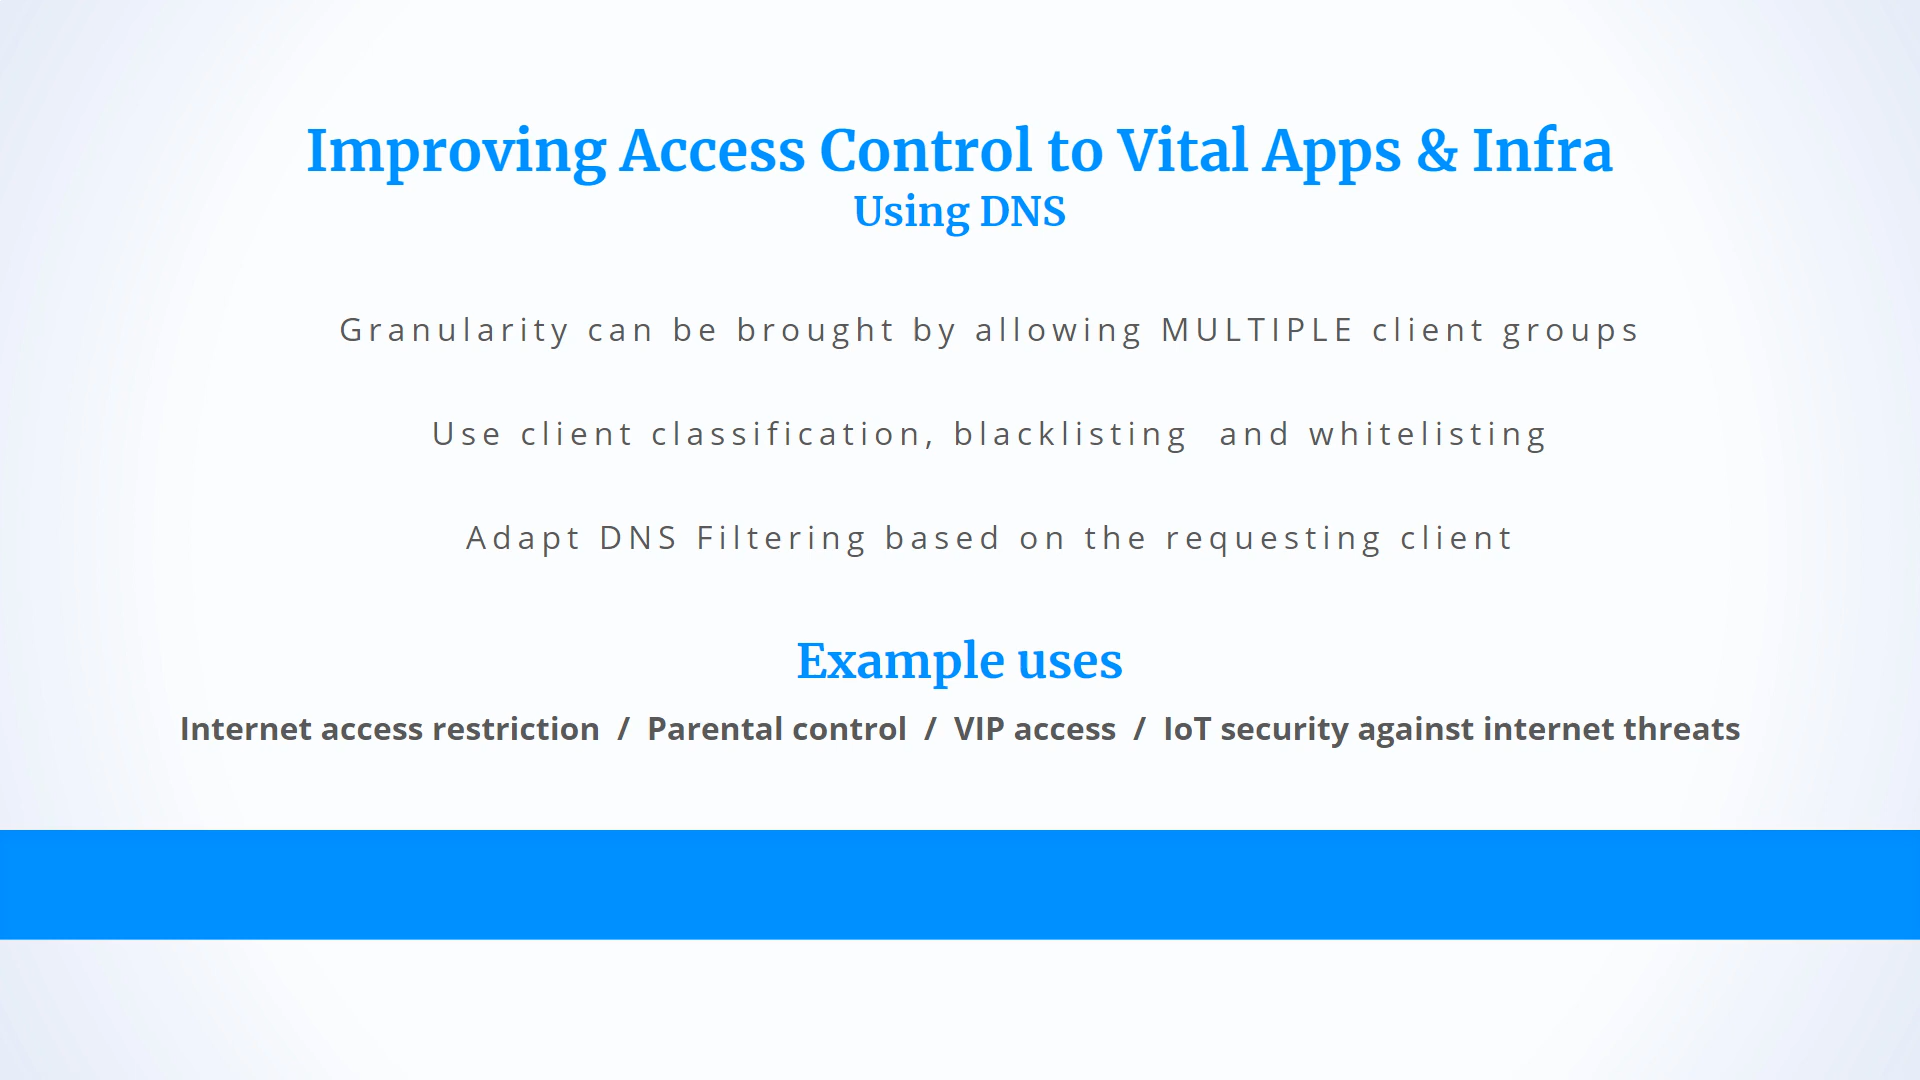 Improving Access Control to Vital Apps & Infra
Using DNS
Granularity can be brought by allowing MULTIPLE client groups
Use client classification, blacklisting  and whitelisting
Adapt DNS Filtering based on the requesting client
Example uses
Internet access restriction  /  Parental control  /  VIP access  /  IoT security against internet threats